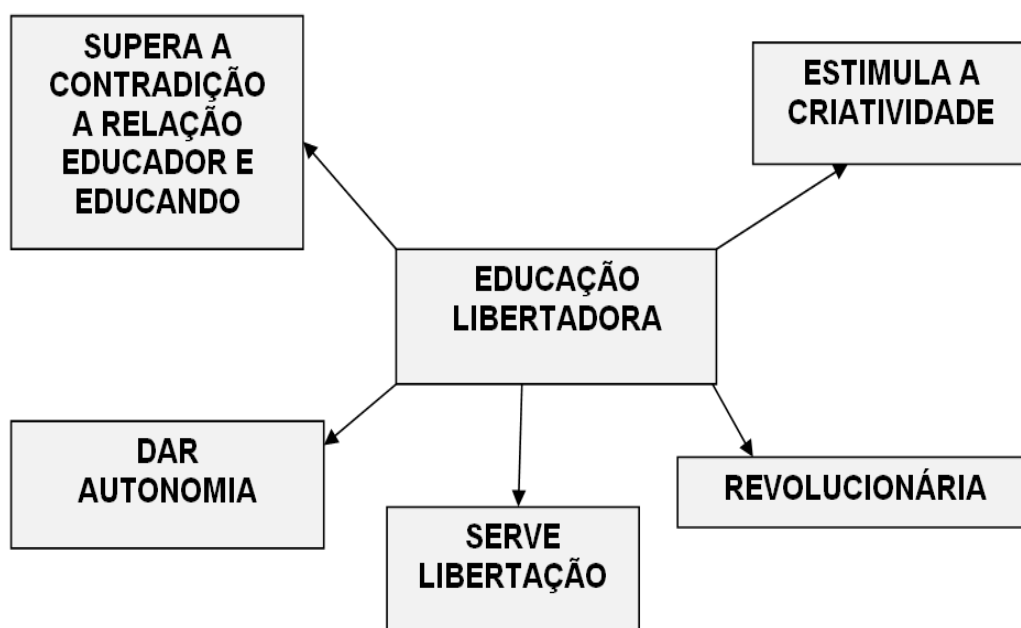 SUPERA A
CONTRADIÇÃO
A RELAÇÃO
EDUCADOR E
EDUCANDO
ESTIMULA A
CRIATIVIDADE
EDUCAÇÃO
LIBERTADORA
DAR
AUTONOMIA
SERVE
LIBERTAÇÃO
REVOLUCIONÁRIA